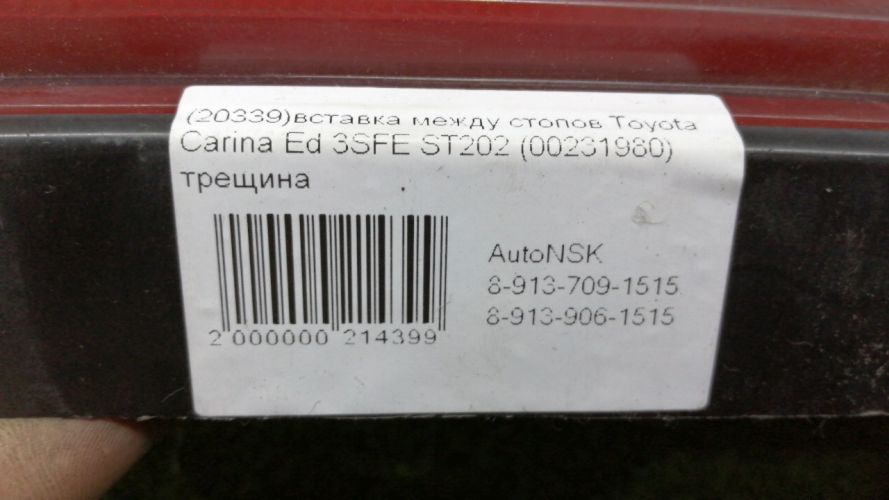 (20339)вставка между стопов Toyota
Carina Ed 3SFE ST202 (00231980)
трещина
AutoNSK
8-913-709-1515
8-913-906-1515
2 000000 214399